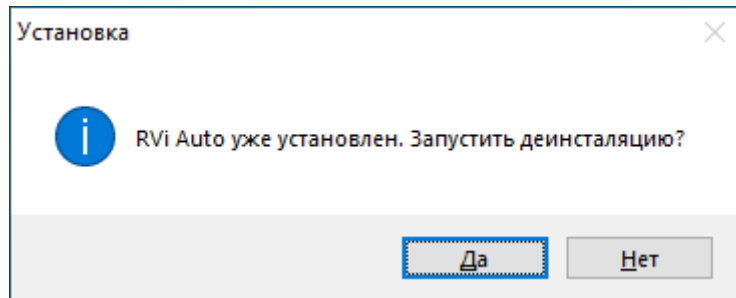 Установка
RVi Auto уже установлен. Запустить деинсталяцию?
Да
Нет